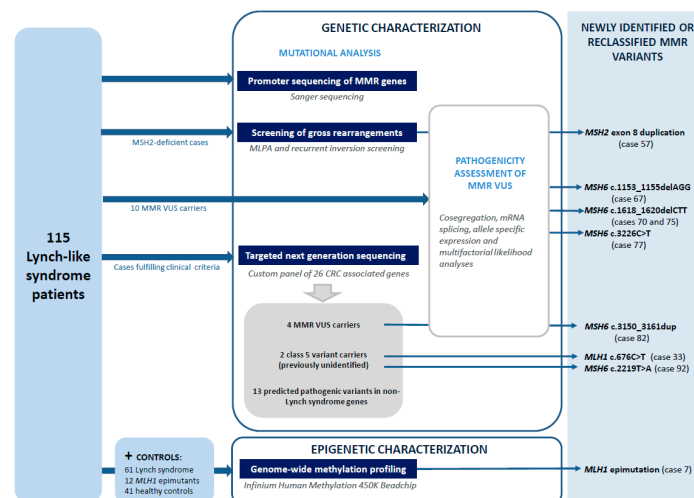 GENETIC CHARACTERIZATION
NEWLY IDENTIFIED OR
RECLASSIFIED MMR
VARIANTS
MUTATIONAL ANALYSIS
Promoter sequencing of MMR genes
Sanger sequencing
Screening of gross rearrangements
MLPA and recurrent inversion screening
MSH2-deficient cases
MSH2 exon 8 duplication
(case 57)
PATHOGENICITY
ASSESSMENT OF
MMR VUS
Cosegregation, mRNA
splicing, allele specific
expression and
multifactorial likelihood
analyses
MSH6 c.1153_1155delAGG
(case 67)
MSH6 c.1618_1620delCTT
(cases 70 and 75)
MSH6 c.3226C>T
(case 77)
10 MMR VUS carriers
115
Lynch-like
syndrome
patients
Targeted next generation sequencing
Custom panel of 26 CRC associated genes
Cases fulfilling clinical criteria
4 MMR VUS carriers
MSH6 c.3150_3161dup
(case 82)
2 class 5 variant carriers
(previously unidentified)
MLH1 c.676C>T (case 33)
MSH6 c.2219T>A (case 92)
13 predicted pathogenic variants in non-
Lynch syndrome genes
EPIGENETIC CHARACTERIZATION
+ CONTROLS:
61 Lynch syndrome
12 MLH1 epimutants
41 healthy controls
Genome-wide methylation profiling
Infinium Human Methylation 450K Beadchip
MLH1 epimutation (case 7)